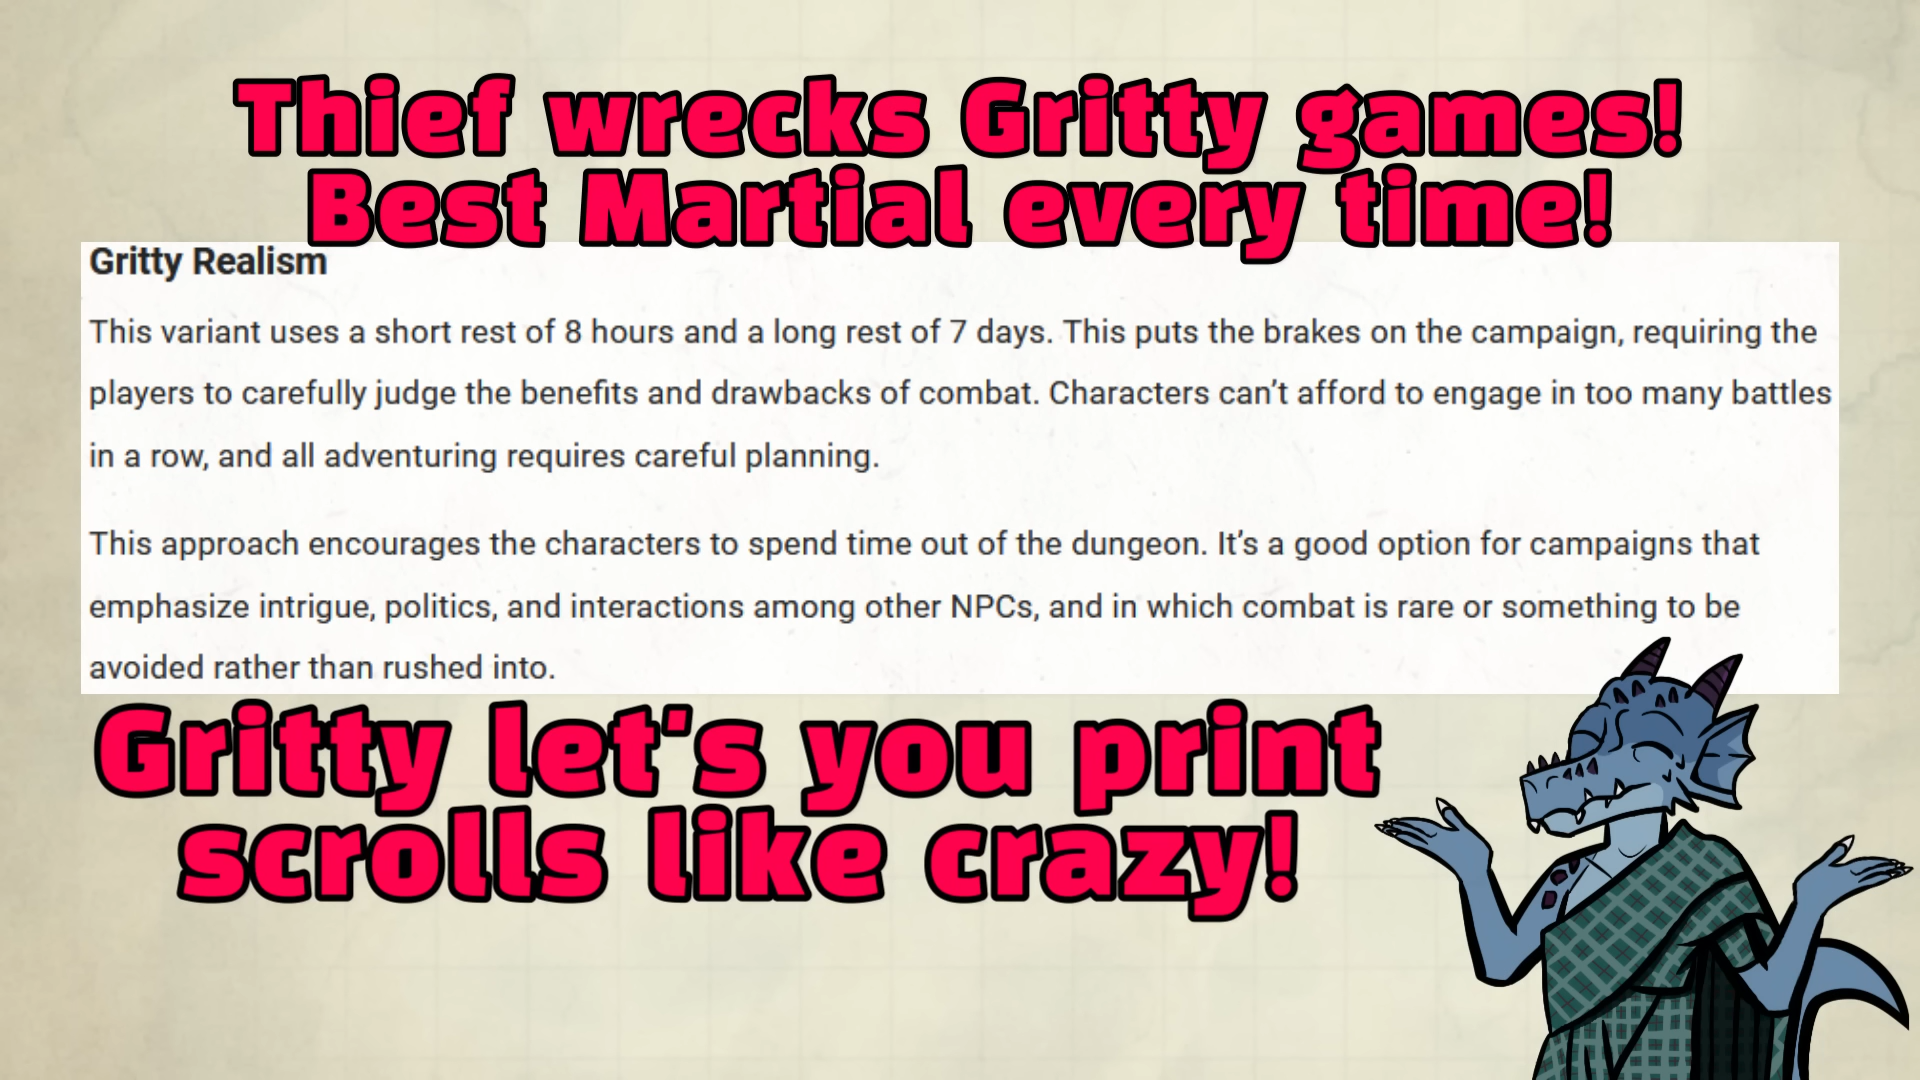 Thief wrecks Gritty games!
Best Martial every time!
Gritty Realism
This variant uses a short rest of 8 hours and a long rest of 7 days. This puts the brakes on the campaign, requiring the
players to carefully judge the benefits and drawbacks of combat. Characters can’t afford to engage in too many battles
in a row, and all adventuring requires careful planning.
This approach encourages the characters to spend time out of the dungeon. It’s a good option for campaigns that
emphasize intrigue, politics, and interactions among other NPCs, and in which combat is rare or something to be
avoided rather than rushed into.
Gritty let's you print
scrolls like crazy!